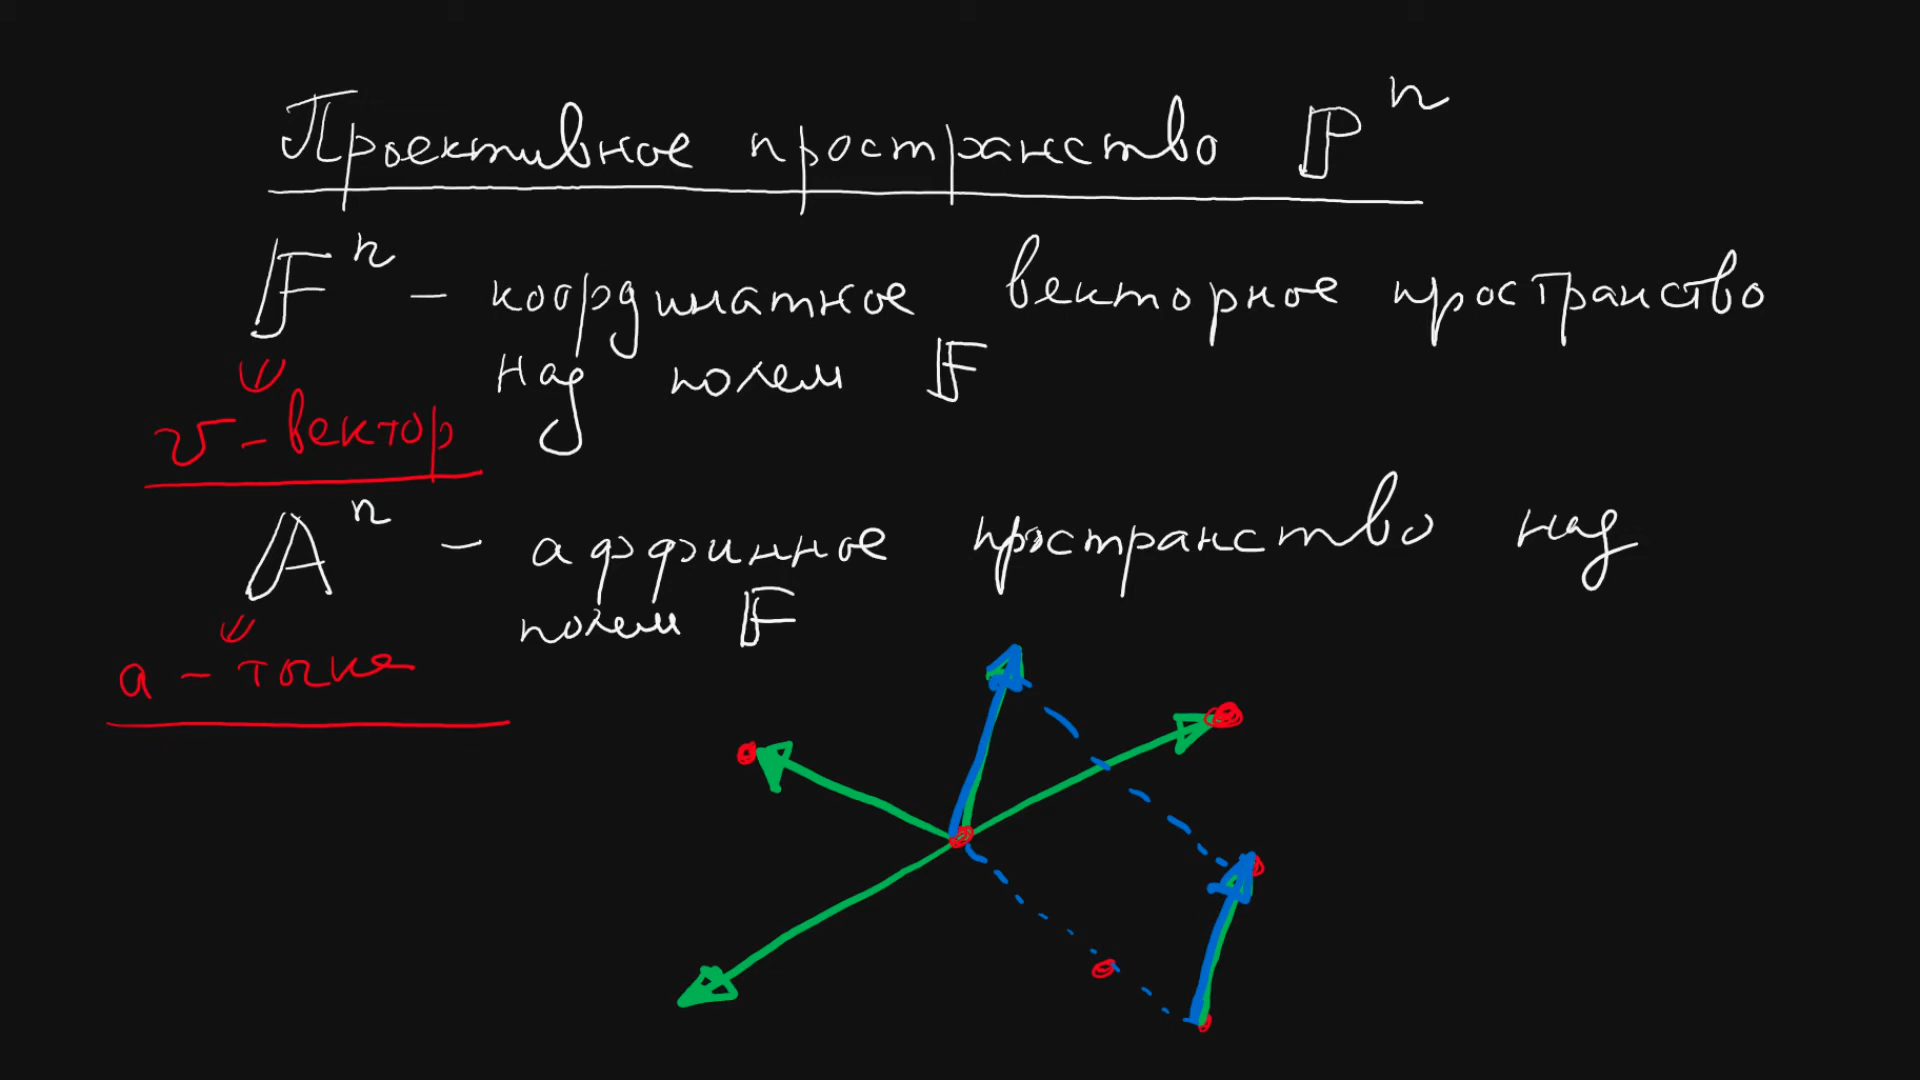 Проективное пространство ℙⁿ
𝔽ⁿ – координатное векторное пространство
над полем 𝔽
v – вектор
𝔸ⁿ – аффинное пространство над
полем 𝔽
a – точка